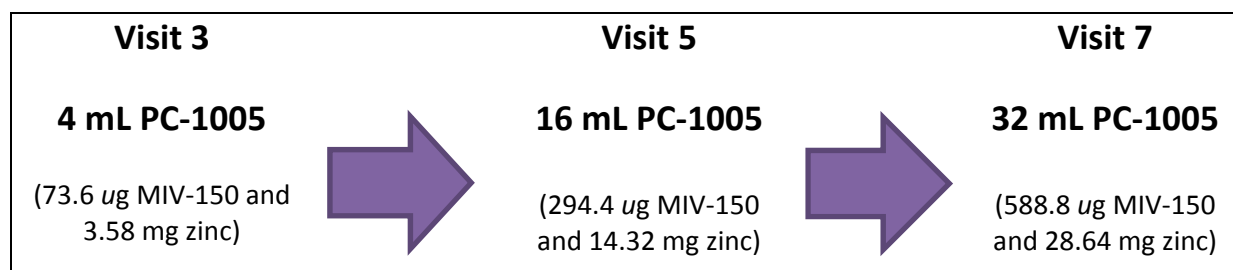 Visit 3
4 mL PC-1005
(73.6 ug MIV-150 and
3.58 mg zinc)
Visit 5
16 mL PC-1005
(294.4 ug MIV-150
and 14.32 mg zinc)
Visit 7
32 mL PC-1005
(588.8 ug MIV-150
and 28.64 mg zinc)